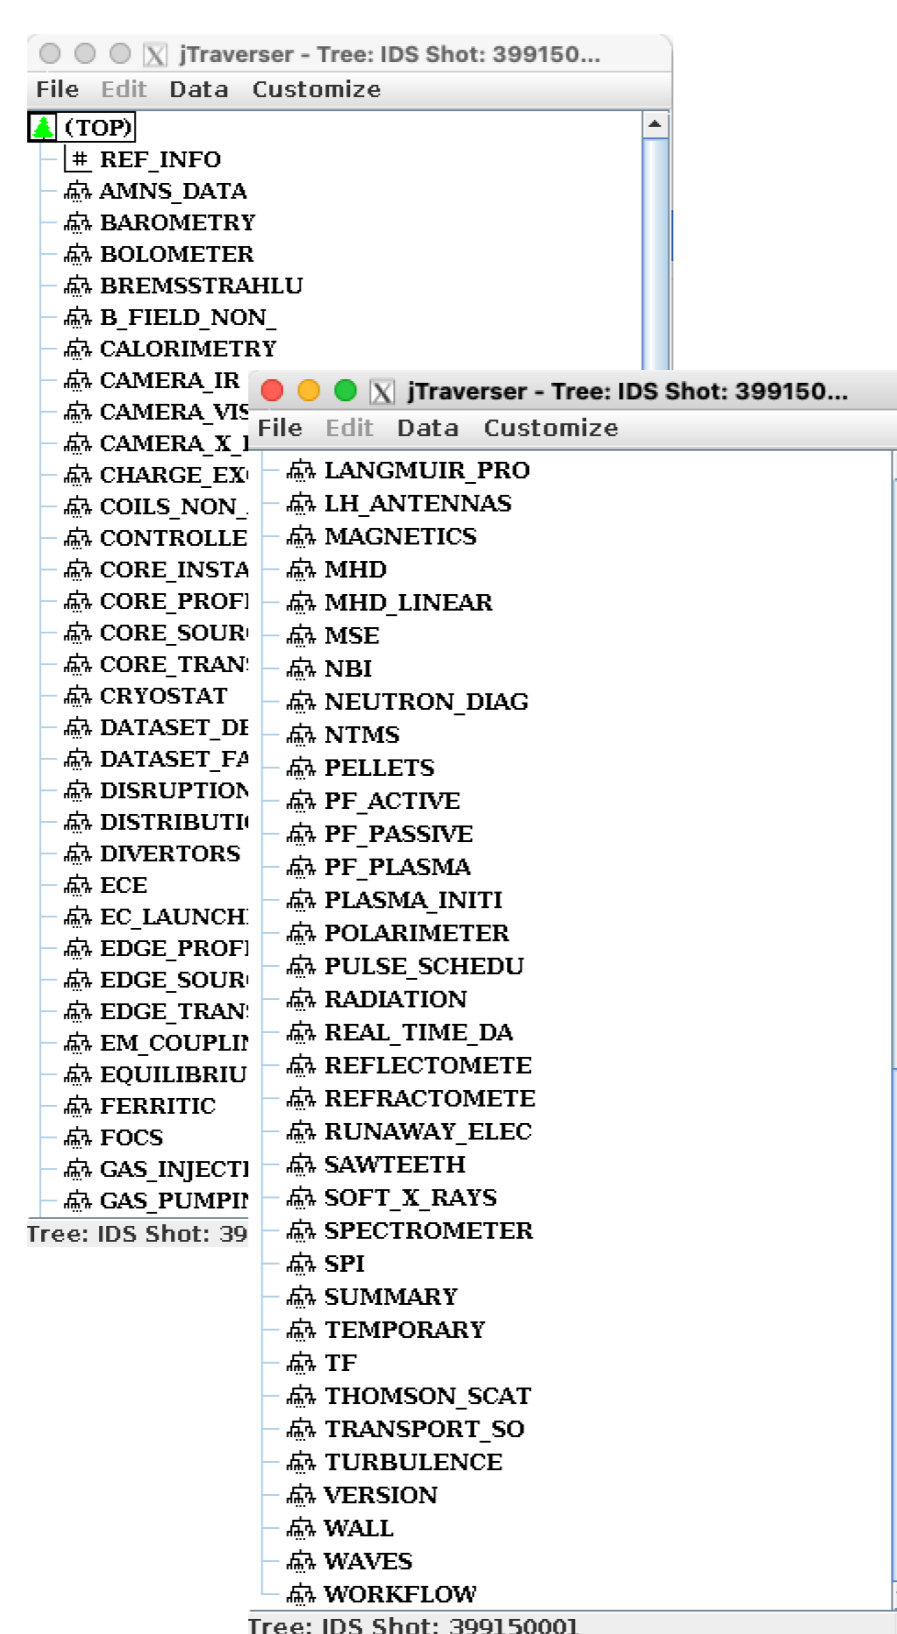 jTraverser - Tree: IDS Shot: 399150...
File Edit Data Customize
(TOP)
REF_INFO
AMNS_DATA
BAROMETRY
BOLOMETER
BREMSSTRAHLU
B_FIELD_NON_
CALORIMETRY
CAMERA_IR
CAMERA_VIS
CAMERA_X_
CHARGE_EX
COILS_NON_
CONTROLLE
CORE_INSTA
CORE_PROF
CORE_SOUR
CORE_TRAN
CRYOSTAT
DATASET_DE
DATASET_FA
DISRUPTION
DISTRIBUTI
DIVERTORS
ECE
EC_LAUNCH
EDGE_PROF
EDGE_SOUR
EDGE_TRAN
EM_COUPLI
EQUILIBRIU
FERRITIC
FOCS
GAS_INJECT
GAS_PUMPI
Tree: IDS Shot: 39
jTraverser - Tree: IDS Shot: 399150...
File Edit Data Customize
LANGMUIR_PRO
LH_ANTENNAS
MAGNETICS
MHD
MHD_LINEAR
MSE
NBI
NEUTRON_DIAG
NTMS
PELLETS
PF_ACTIVE
PF_PASSIVE
PF_PLASMA
PLASMA_INITI
POLARIMETER
PULSE_SCHEDU
RADIATION
REAL_TIME_DA
REFLECTOMETE
REFRACTOMETE
RUNAWAY_ELEC
SAWTEETH
SOFT_X_RAYS
SPECTROMETER
SPI
SUMMARY
TEMPORARY
TF
THOMSON_SCAT
TRANSPORT_SO
TURBULENCE
VERSION
WALL
WAVES
WORKFLOW
Tree: IDS Shot: 399150001